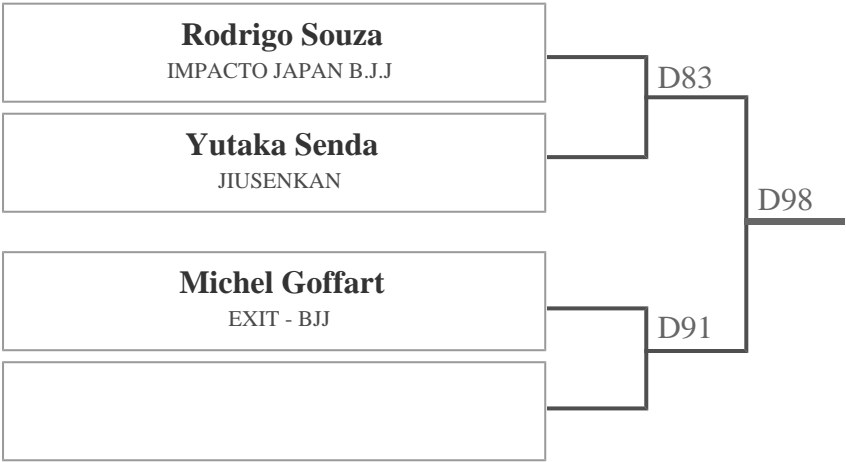 Rodrigo Souza
IMPACTO JAPAN B.J.J
D83
Yutaka Senda
JIUSENKAN
D98
Michel Goffart
EXIT - BJJ
D91